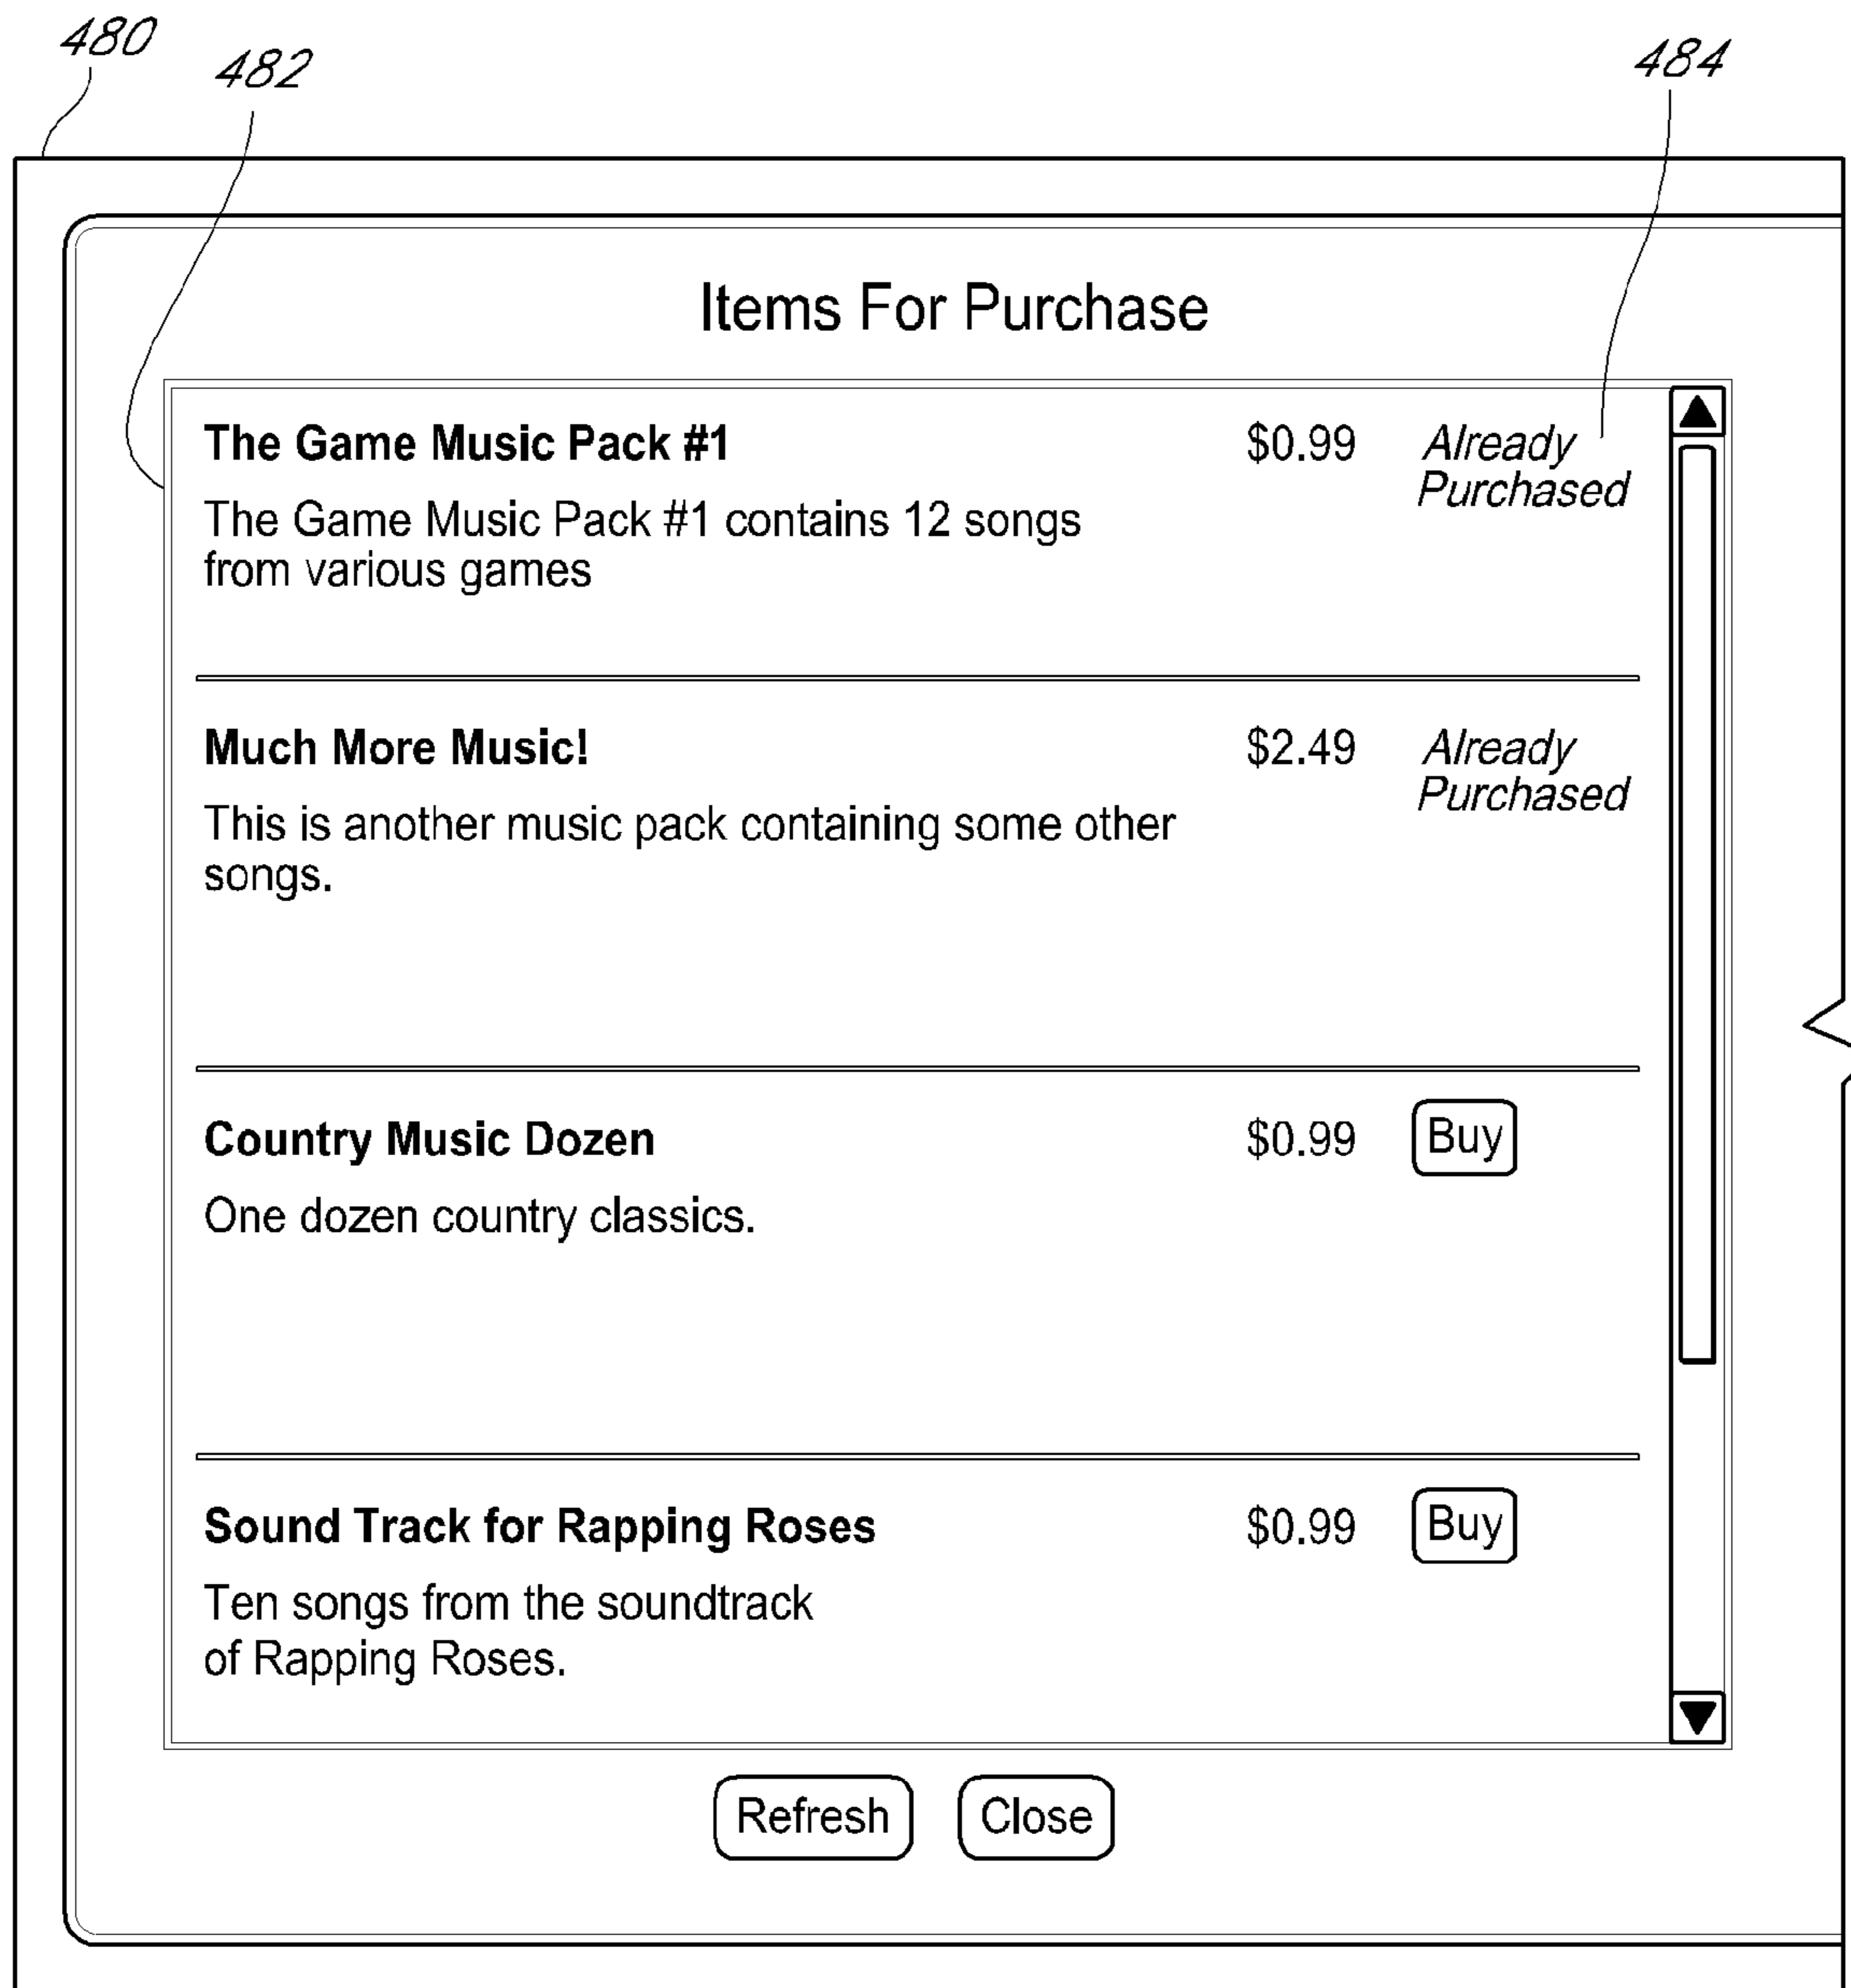 480
482
484
Items For Purchase
The Game Music Pack #1 $0.99 Already
Purchased
The Game Music Pack #1 contains 12 songs
from various games
Much More Music! $2.49 Already
Purchased
This is another music pack containing some other
songs.
Country Music Dozen $0.99 Buy
One dozen country classics.
Sound Track for Rapping Roses $0.99 Buy
Ten songs from the soundtrack
of Rapping Roses.
Refresh Close